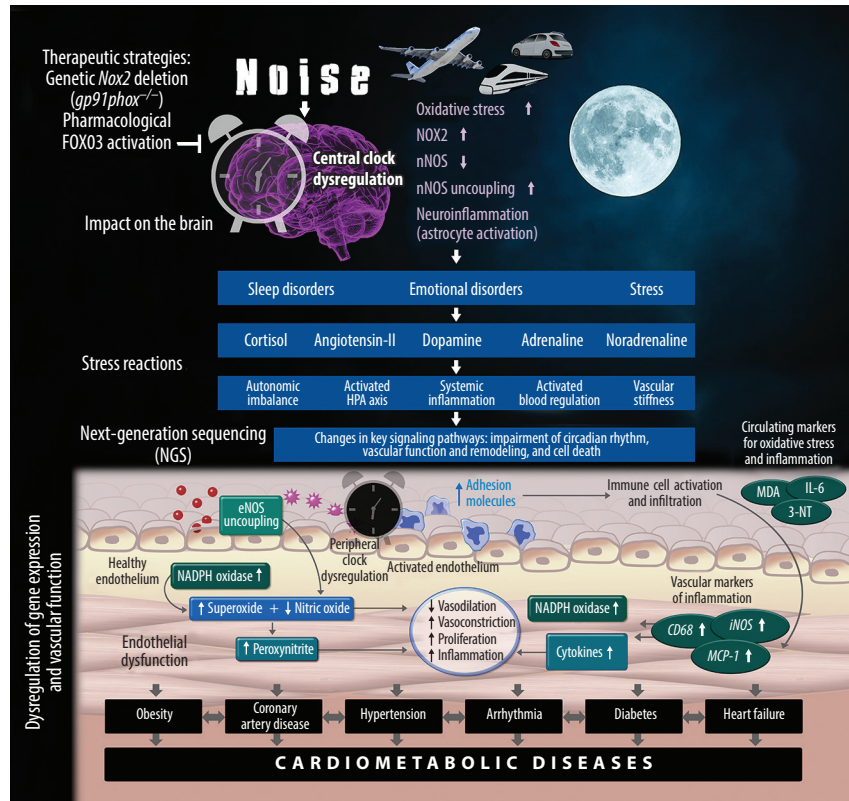 Therapeutic strategies:
Genetic Nox2 deletion
(gp91phox–/–)
Pharmacological
FOX03 activation
Noise
Central clock
dysregulation
Impact on the brain
Oxidative stress ↑
NOX2 ↑
nNOS ↓
nNOS uncoupling ↑
Neuroinflammation
(astrocyte activation)
Sleep disorders
Emotional disorders
Stress
Stress reactions
Cortisol
Angiotensin-II
Dopamine
Adrenaline
Noradrenaline
Autonomic
imbalance
Activated
HPA axis
Systemic
inflammation
Activated
blood regulation
Vascular
stiffness
Next-generation sequencing
(NGS)
Changes in key signaling pathways: impairment of circadian rhythm,
vascular function and remodeling, and cell death
Circulating markers
for oxidative stress
and inflammation
MDA
IL-6
3-NT
Dysregulation of gene expression
and vascular function
eNOS
uncoupling
↑ Adhesion
molecules
Immune cell activation
and infiltration
Healthy
endothelium
Peripheral
clock
dysregulation
Activated endothelium
NADPH oxidase ↑
↑ Superoxide + ↓ Nitric oxide
↑ Peroxynitrite
Endothelial
dysfunction
↓ Vasodilation
↑ Vasoconstriction
↑ Proliferation
↑ Inflammation
NADPH oxidase ↑
Cytokines ↑
Vascular markers
of inflammation
CD68 ↑
iNOS ↑
MCP-1 ↑
Obesity
Coronary
artery disease
Hypertension
Arrhythmia
Diabetes
Heart failure
CARDIOMETABOLIC DISEASES